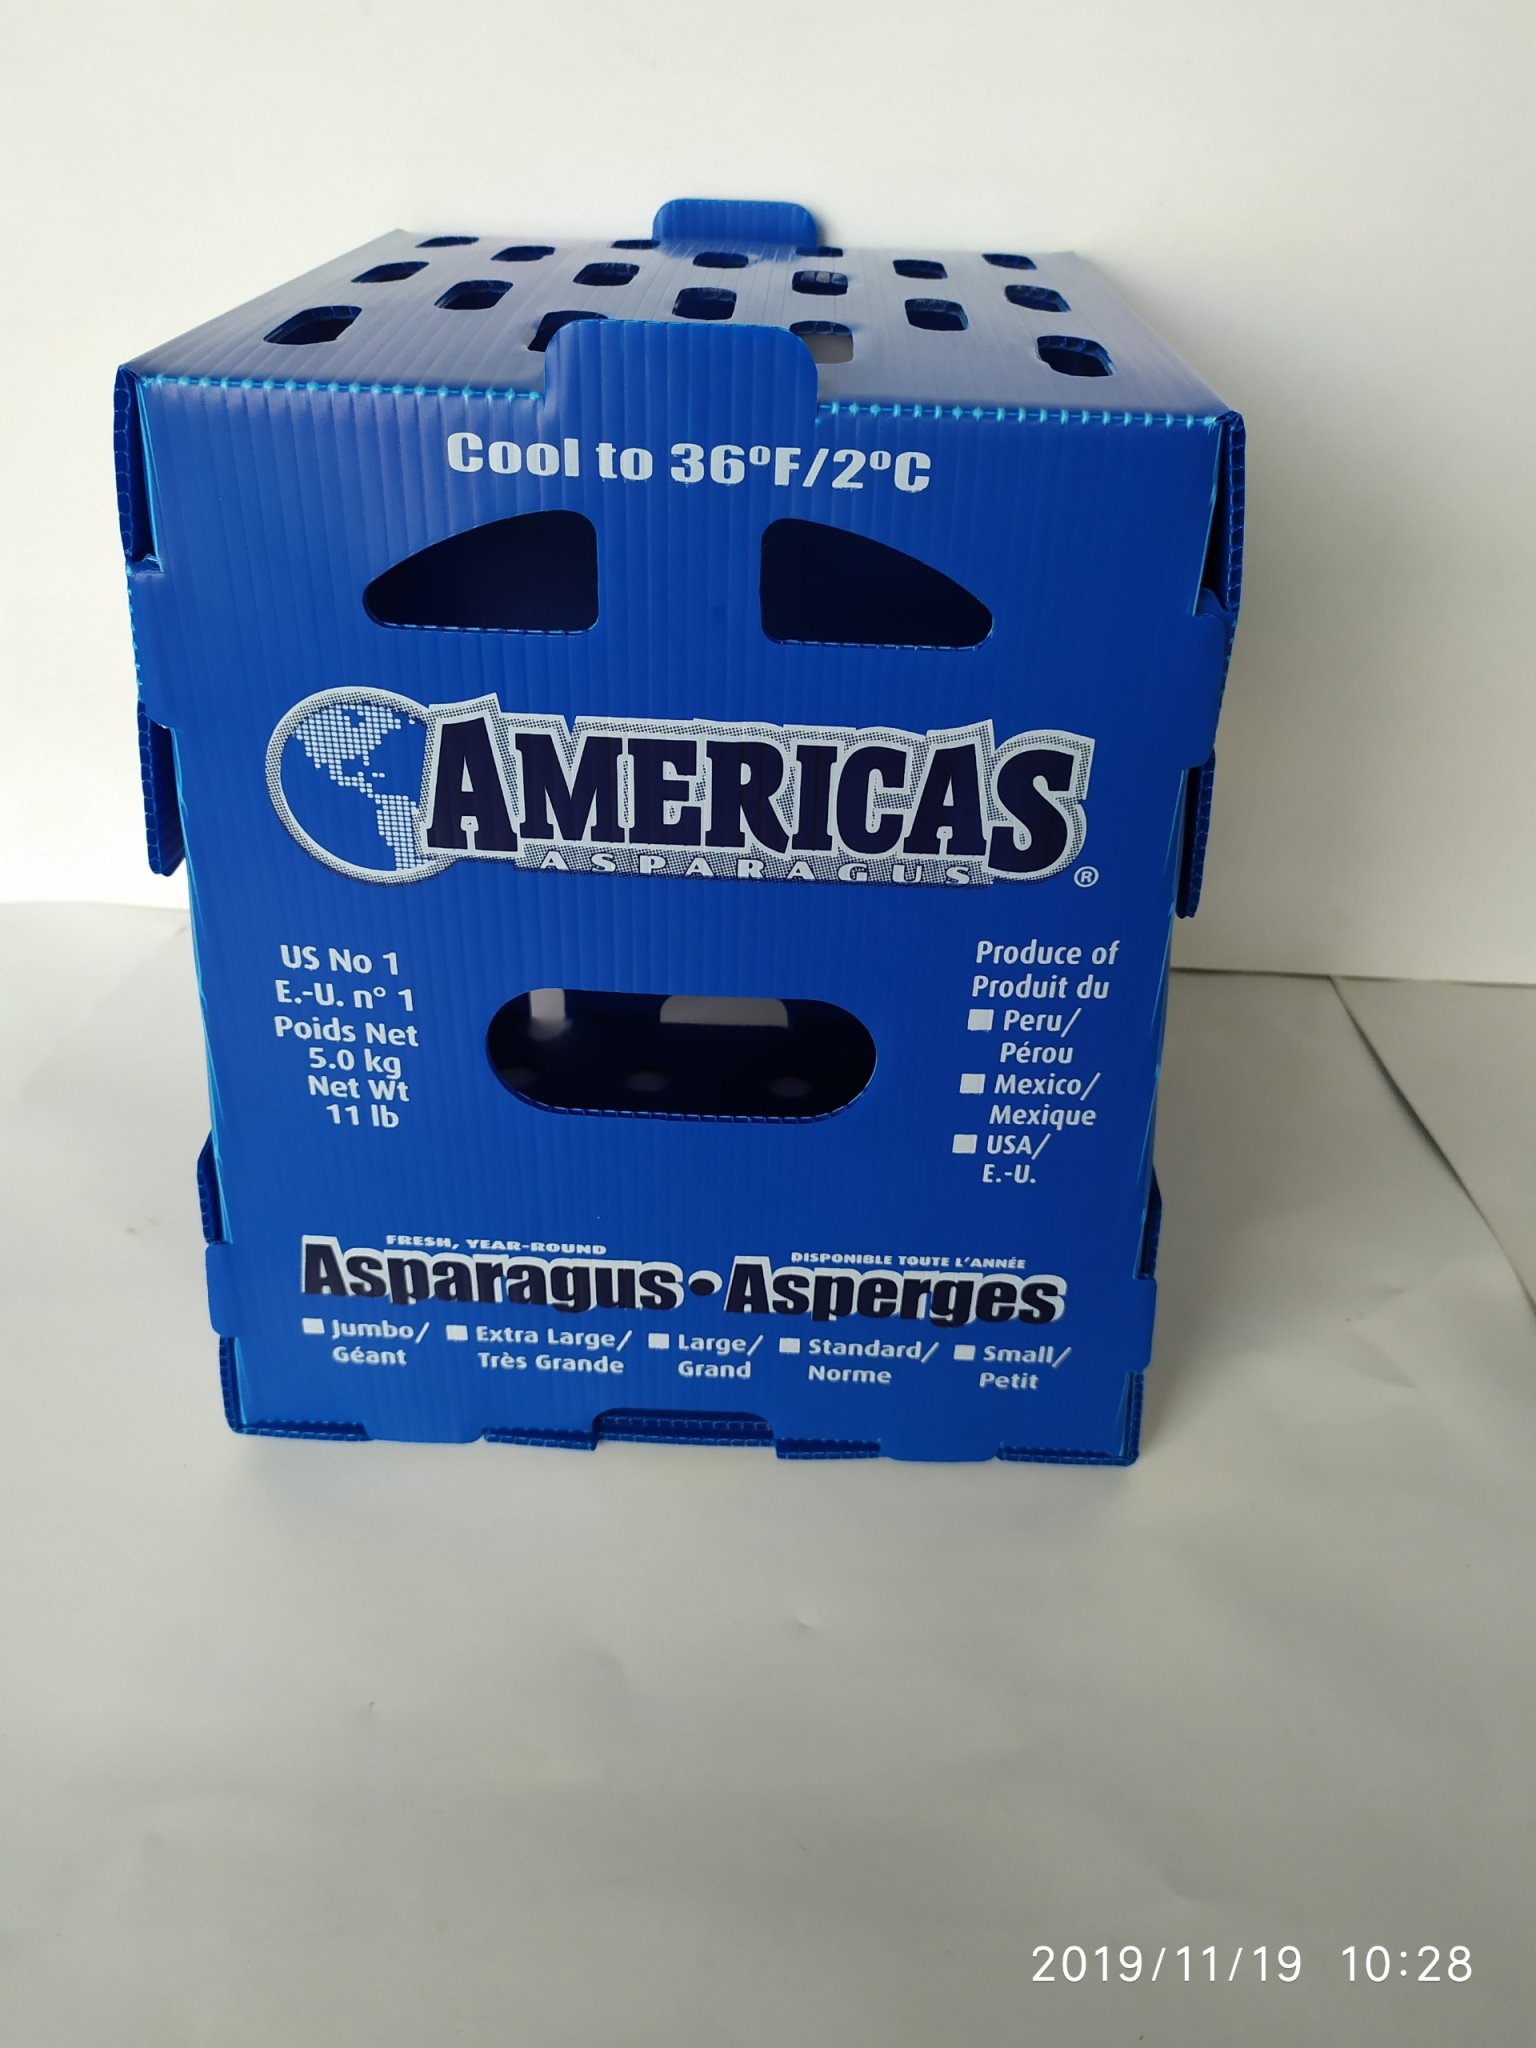 Cool to 36ºF/2ºC
AMERICAS
ASPARAGUS
®
US No 1
E.-U. n° 1
Poids Net
5.0 kg
Net Wt
11 lb
Produce of
Produit du
Peru/
Pérou
Mexico/
Mexique
USA/
E.-U.
FRESH, YEAR-ROUND
DISPONIBLE TOUTE L'ANNÉE
Asparagus • Asperges
Jumbo/
Géant
Extra Large/
Très Grande
Large/
Grand
Standard/
Norme
Small/
Petit
2019/11/19 10:28